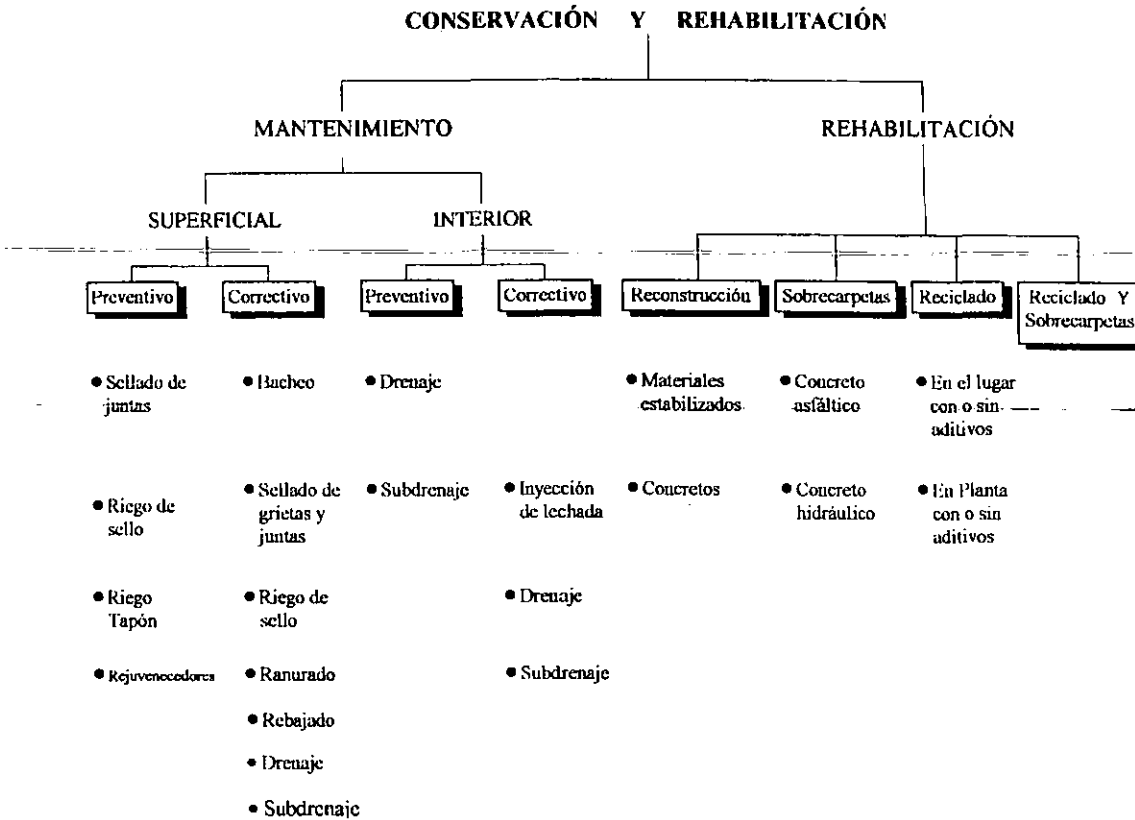 CONSERVACIÓN Y REHABILITACIÓN
MANTENIMIENTO
REHABILITACIÓN
SUPERFICIAL
INTERIOR
Preventivo
Correctivo
Preventivo
Correctivo
Reconstrucción
Sobrecarpetas
Reciclado
Reciclado Y
Sobrecarpetas
● Sellado de
juntas
● Riego de
sello
● Riego
Tapón
● Rejuvenecedores
● Bacheo
● Sellado de
grietas y
juntas
● Riego de
sello
● Ranurado
● Rebajado
● Drenaje
● Subdrenaje
● Drenaje
● Subdrenaje
● Inyección
de lechada
● Drenaje
● Subdrenaje
● Materiales
estabilizados
● Concretos
● Concreto
asfáltico
● Concreto
hidráulico
● En el lugar
con o sin
aditivos
● En Planta
con o sin
aditivos